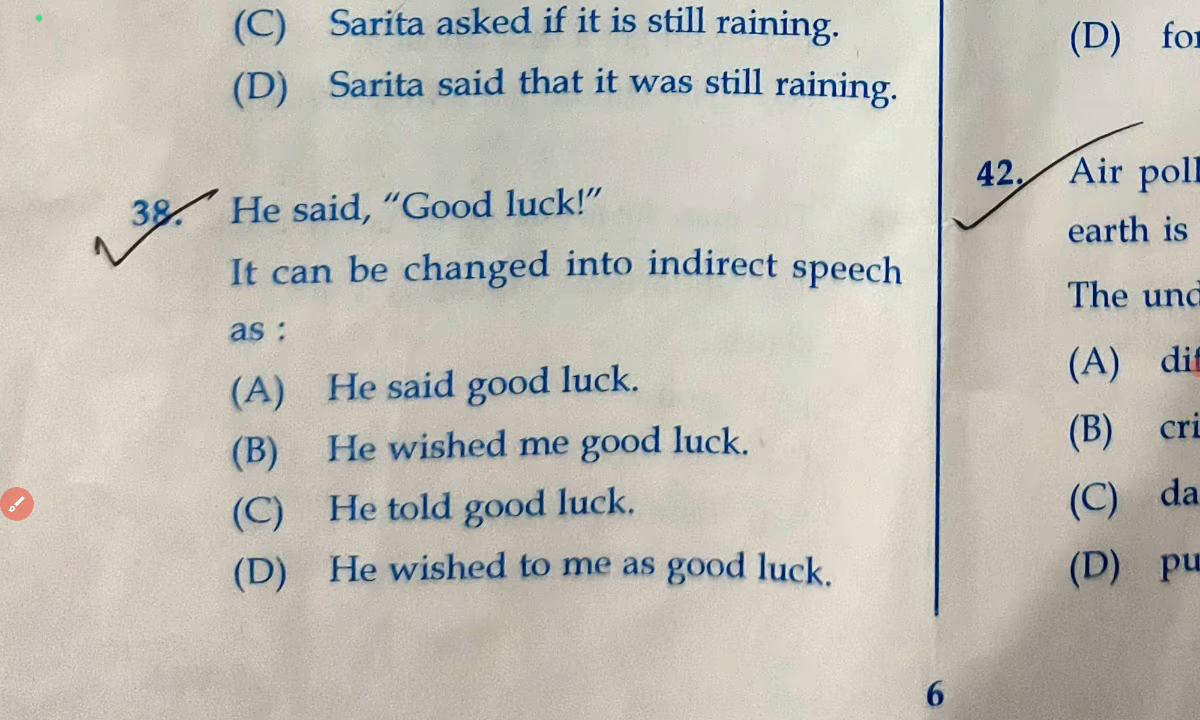 (C) Sarita asked if it is still raining.
(D) Sarita said that it was still raining.
38. He said, “Good luck!”
It can be changed into indirect speech
as :
(A) He said good luck.
(B) He wished me good luck.
(C) He told good luck.
(D) He wished to me as good luck.
(D)
42. Air
earth is
The
(A)
(B)
(C)
(D)
6